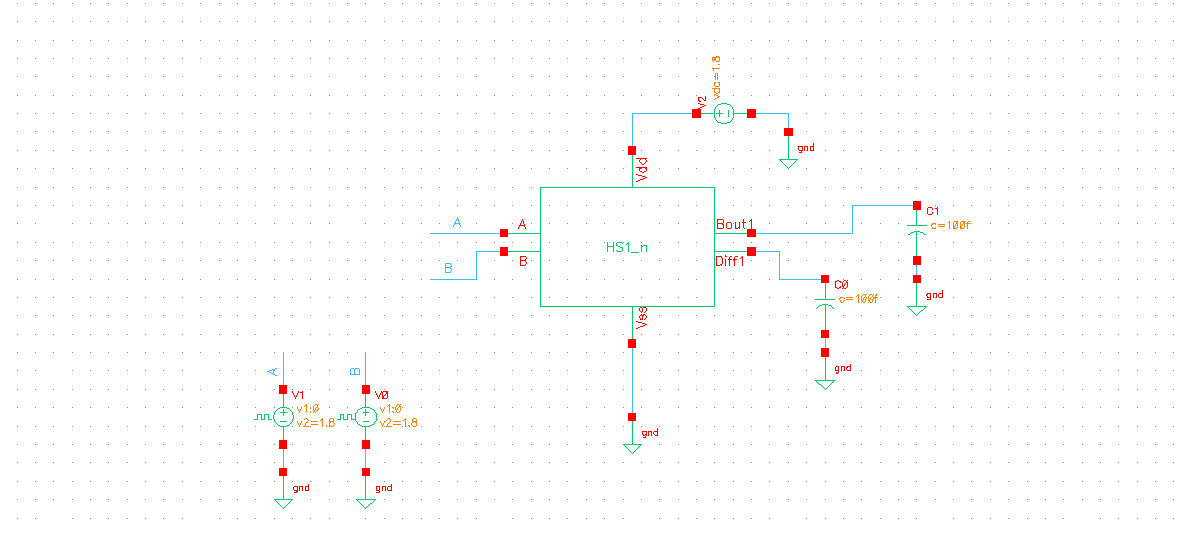 vdc=1.8
V2
gnd
Vdd
A
A
Bout1
C1
c=100f
HS1_n
B
B
Diff1
C0
c=100f
gnd
Vss
gnd
gnd
A
B
V1
v1:0
v2=1.8
V0
v1:0
v2=1.8
gnd
gnd